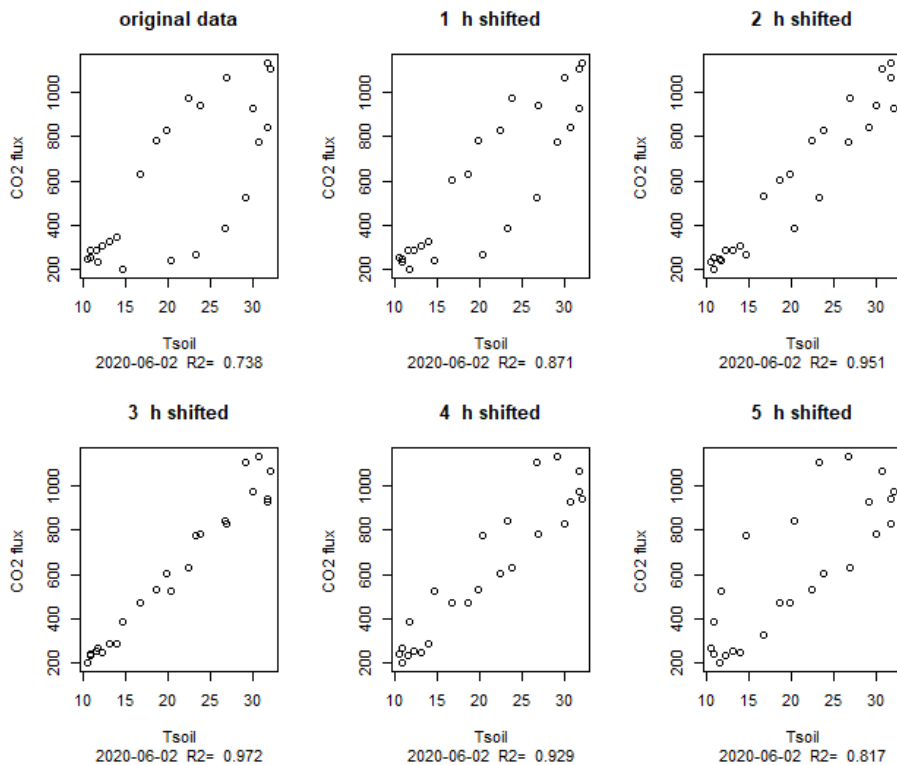 original data
1 h shifted
2 h shifted
CO2 flux
200 400 600 800 1000
10 15 20 25 30
Tsoil
2020-06-02 R2= 0.738
CO2 flux
200 400 600 800 1000
10 15 20 25 30
Tsoil
2020-06-02 R2= 0.871
CO2 flux
200 400 600 800 1000
10 15 20 25 30
Tsoil
2020-06-02 R2= 0.951
3 h shifted
4 h shifted
5 h shifted
CO2 flux
200 400 600 800 1000
10 15 20 25 30
Tsoil
2020-06-02 R2= 0.972
CO2 flux
200 400 600 800 1000
10 15 20 25 30
Tsoil
2020-06-02 R2= 0.929
CO2 flux
200 400 600 800 1000
10 15 20 25 30
Tsoil
2020-06-02 R2= 0.817